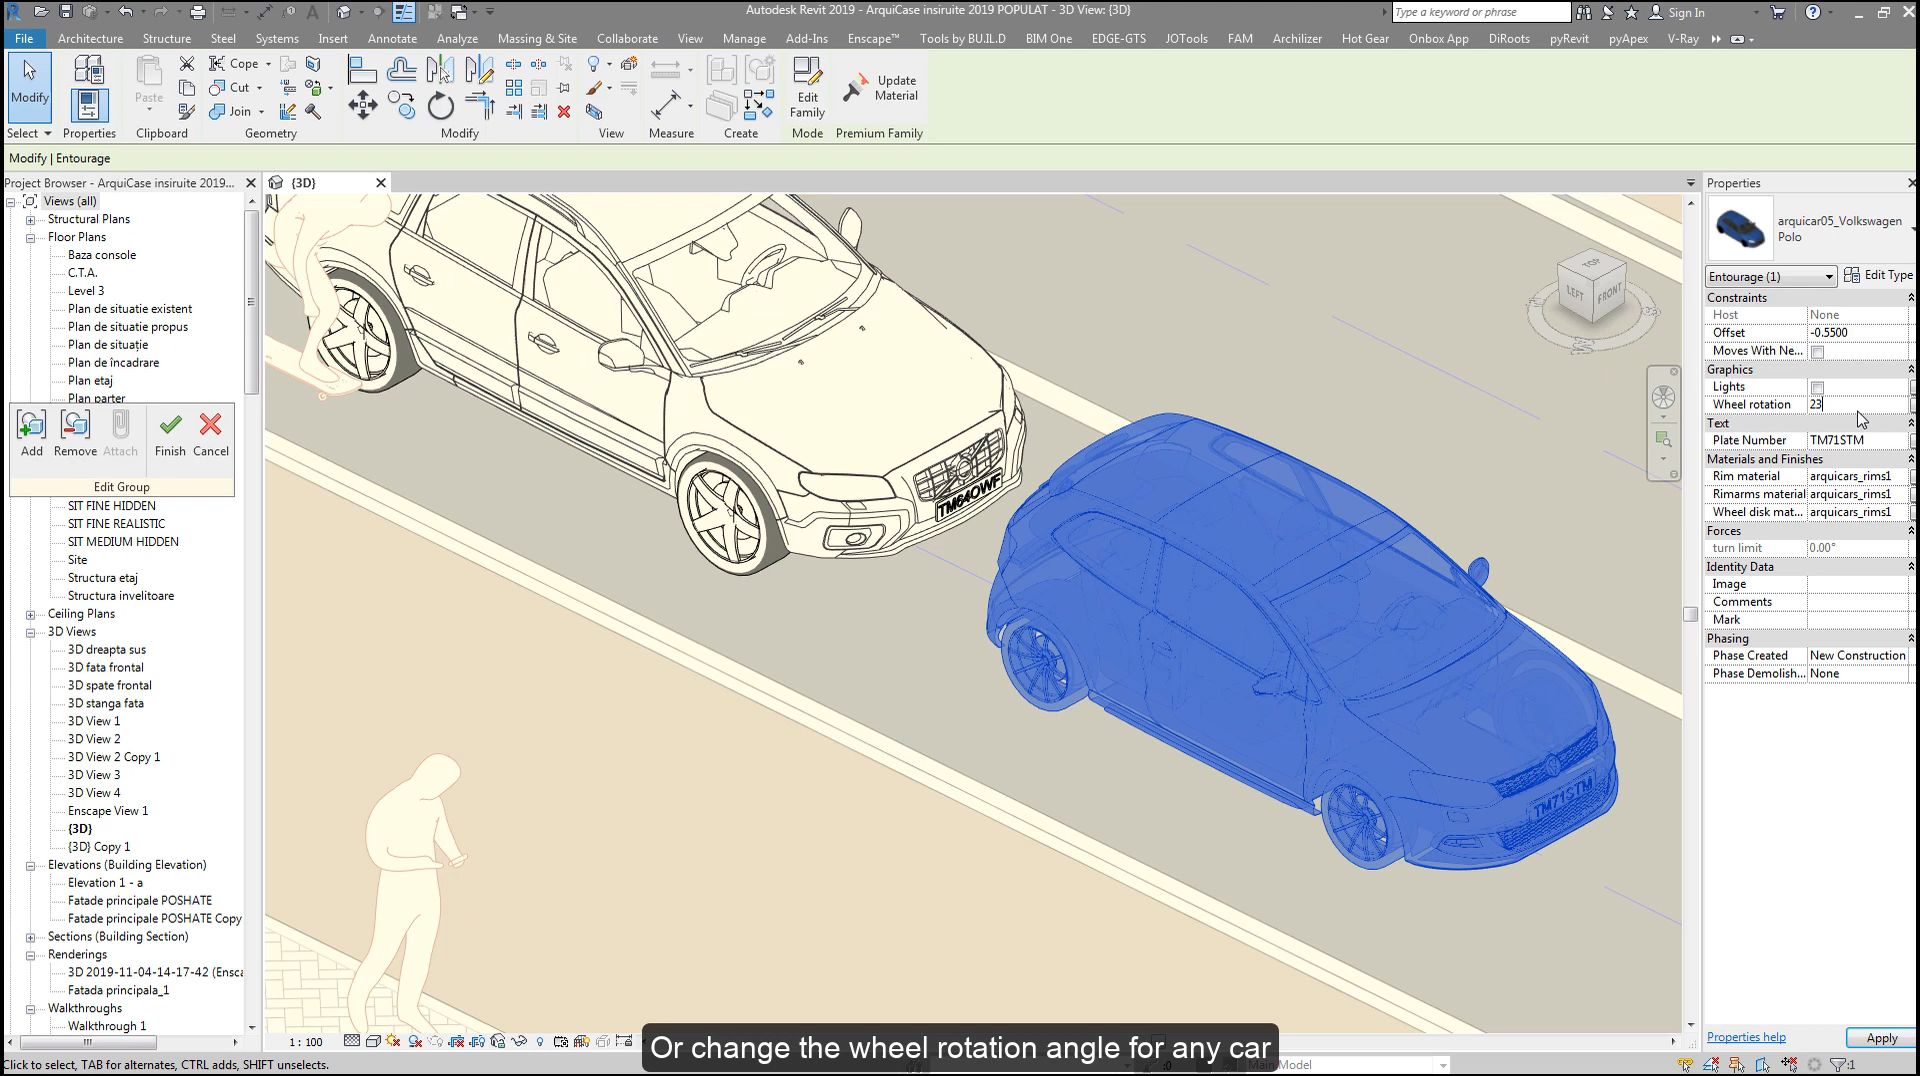 Autodesk Revit 2019 - ArquiCase insiruite 2019 POPULAT - 3D View: {3D}
Type a keyword or phrase
Sign In
File Architecture Structure Steel Systems Insert Annotate Analyze Massing & Site Collaborate View Manage Add-Ins Enscape™ Tools by BU.IL.D BIM One EDGE-GTS JOTools FAM Archilizer Hot Gear Onbox App DiRoots pyRevit pyApex V-Ray
Modify
Paste
Cope
Cut
Join
Edit
Family
Update
Material
Select Properties Clipboard Geometry Modify View Measure Create Mode Premium Family
Modify | Entourage
Project Browser - ArquiCase insiruite 2019...
{3D}
Properties
Views (all)
Structural Plans
Floor Plans
Baza console
C.T.A.
Level 3
Plan de situatie existent
Plan de situatie propus
Plan de situație
Plan de încadrare
Plan etaj
Plan parter
Add Remove Attach Finish Cancel
Edit Group
SIT FINE HIDDEN
SIT FINE REALISTIC
SIT MEDIUM HIDDEN
Site
Structura etaj
Structura invelitoare
Ceiling Plans
3D Views
3D dreapta sus
3D fata frontal
3D spate frontal
3D stanga fata
3D View 1
3D View 2
3D View 2 Copy 1
3D View 3
3D View 4
Enscape View 1
{3D}
{3D} Copy 1
Elevations (Building Elevation)
Elevation 1 - a
Fatade principale POSHATE
Fatade principale POSHATE Copy
Sections (Building Section)
Renderings
3D 2019-11-04-14-17-42 (Ensca
Fatada principala_1
Walkthroughs
Walkthrough 1
TM64OWF
TM71STM
TOP
LEFT
FRONT
arquicar05_Volkswagen
Polo
Entourage (1)
Edit Type
Constraints
Host None
Offset -0.5500
Moves With Ne...
Graphics
Lights
Wheel rotation 23
Text
Plate Number TM71STM
Materials and Finishes
Rim material arquicars_rims1
Rimarms material arquicars_rims1
Wheel disk mat... arquicars_rims1
Forces
turn limit 0.00°
Identity Data
Image
Comments
Mark
Phasing
Phase Created New Construction
Phase Demolish... None
Properties help
Apply
1 : 100
Or change the wheel rotation angle for any car
Click to select, TAB for alternates, CTRL adds, SHIFT unselects.
:0
Main Model
:1